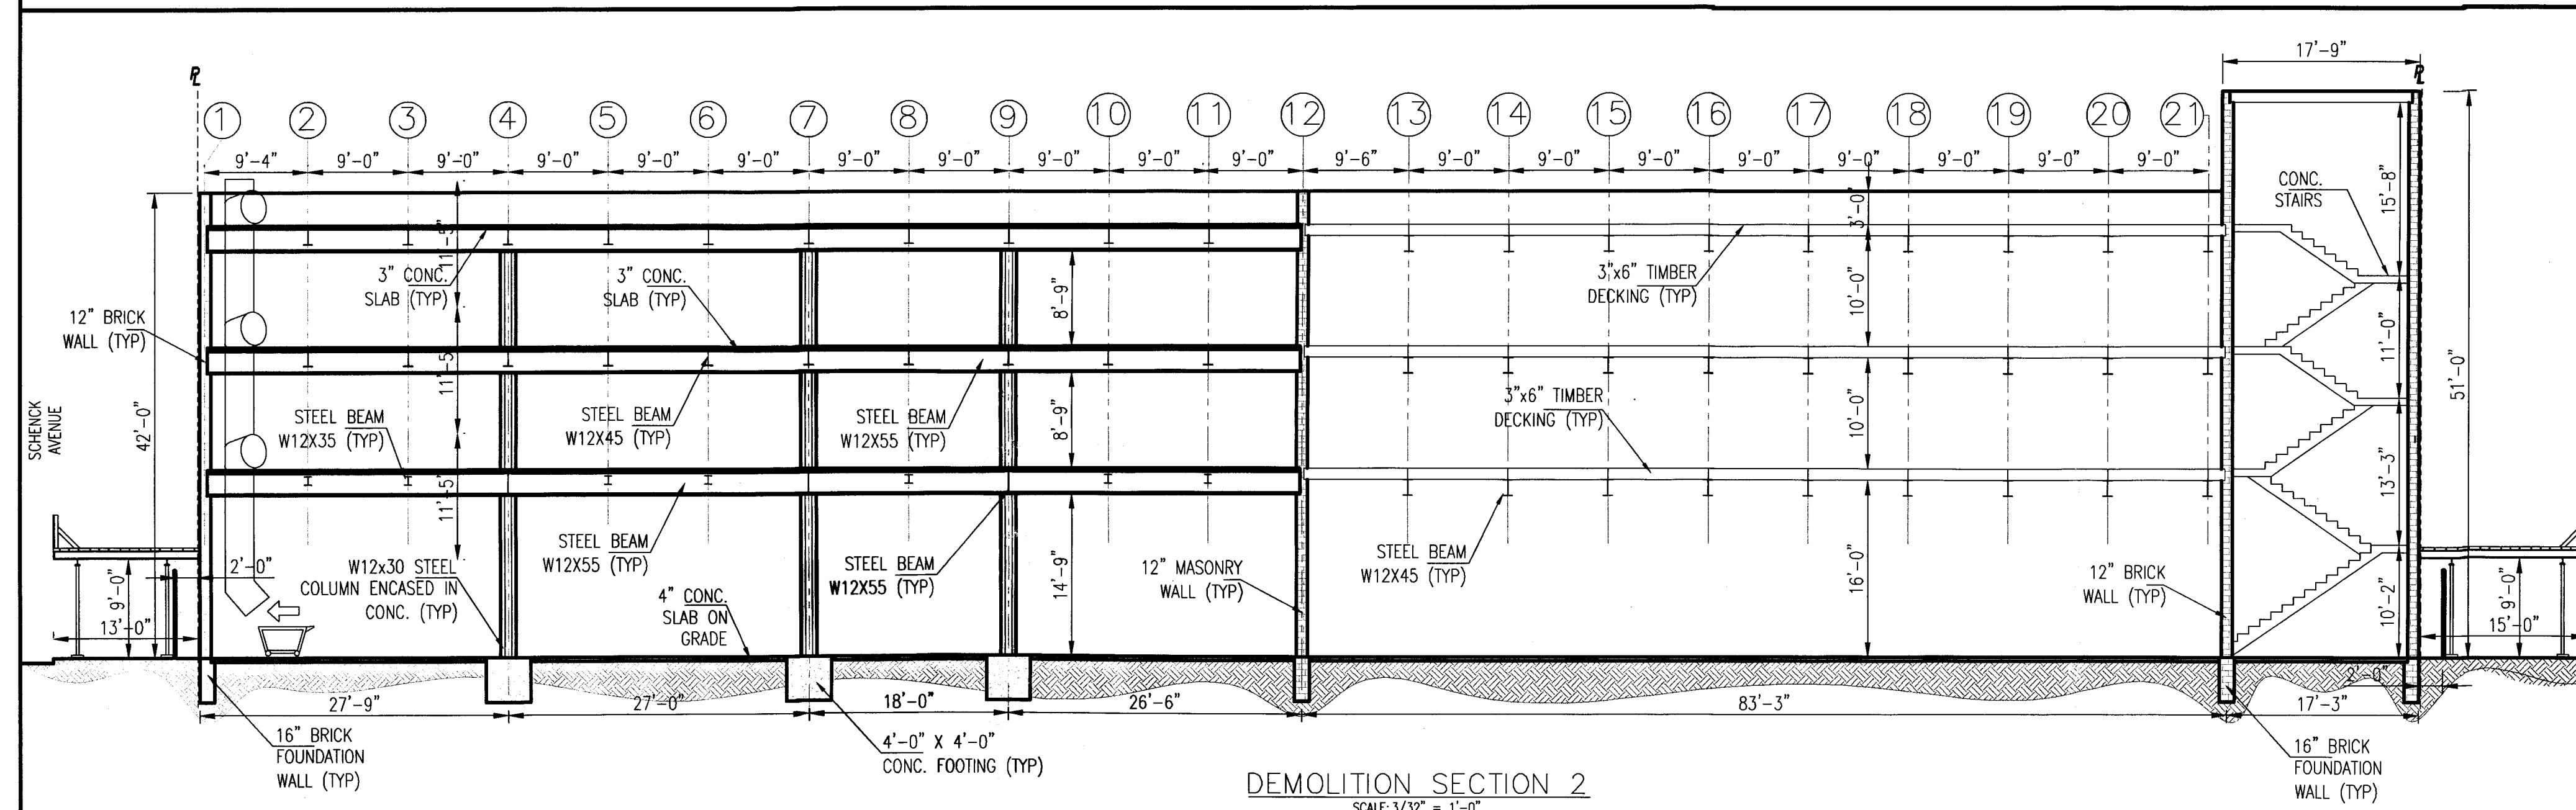 17'-9"
PL
PL
1
2
3
4
5
6
7
8
9
10
11
12
13
14
15
16
17
18
19
20
21
9'-4"
9'-0"
9'-0"
9'-0"
9'-0"
9'-0"
9'-0"
9'-0"
9'-0"
9'-0"
9'-0"
9'-6"
9'-0"
9'-0"
9'-0"
9'-0"
9'-0"
9'-0"
9'-0"
9'-0"
3'-0"
CONC.
STAIRS
15'-8"
11'-5"
3" CONC.
SLAB (TYP)
3" CONC.
SLAB (TYP)
8'-9"
3"x6" TIMBER
DECKING (TYP)
10'-0"
12" BRICK
WALL (TYP)
11'-0"
11'-5"
SCHENCK
AVENUE
42'-0"
51'-0"
STEEL BEAM
W12X35 (TYP)
STEEL BEAM
W12X45 (TYP)
STEEL BEAM
W12X55 (TYP)
8'-9"
3"x6" TIMBER
DECKING (TYP)
10'-0"
13'-3"
11'-5"
STEEL BEAM
W12X55 (TYP)
STEEL BEAM
W12X55 (TYP)
14'-9"
12" MASONRY
WALL (TYP)
STEEL BEAM
W12X45 (TYP)
16'-0"
12" BRICK
WALL (TYP)
10'-2"
9'-0"
2'-0"
13'-0"
W12x30 STEEL
COLUMN ENCASED IN
CONC. (TYP)
4" CONC.
SLAB ON
GRADE
9'-0"
15'-0"
2'-0"
27'-9"
27'-0"
18'-0"
26'-6"
83'-3"
17'-3"
16" BRICK
FOUNDATION
WALL (TYP)
4'-0" X 4'-0"
CONC. FOOTING (TYP)
16" BRICK
FOUNDATION
WALL (TYP)
DEMOLITION SECTION 2
SCALE: 3/32" = 1'-0"